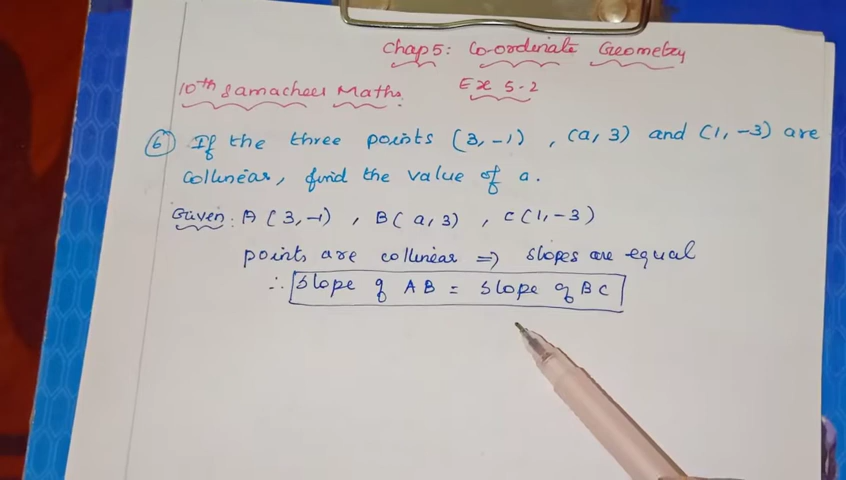 Chap 5: Co-ordinate Geometry
10th Samacheer Maths. Ex 5.2
6 If the three points (3, -1) , (a, 3) and (1, -3) are
collinear, find the value of a.
Given: A (3, -1) , B( a, 3) , C (1, -3)
points are collinear ⇒ slopes are equal
∴ Slope of AB = Slope of BC